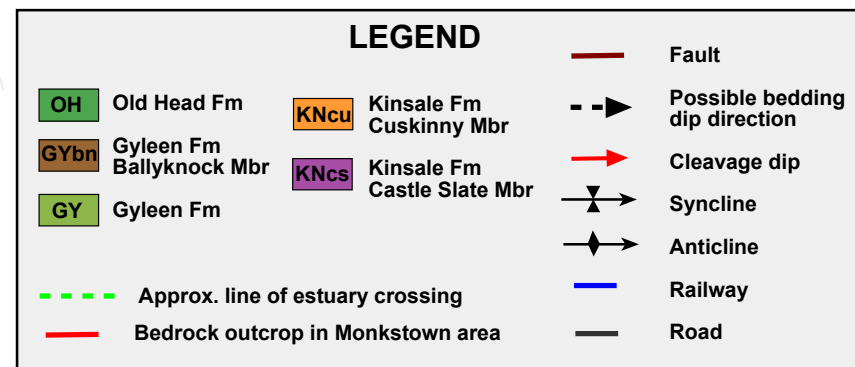 LEGEND
OH
Old Head Fm
GYbn
Gyleen Fm
Ballyknock Mbr
GY
Gyleen Fm
KNcu
Kinsale Fm
Cuskinny Mbr
KNcs
Kinsale Fm
Castle Slate Mbr
Approx. line of estuary crossing
Bedrock outcrop in Monkstown area
Fault
Possible bedding
dip direction
Cleavage dip
Syncline
Anticline
Railway
Road